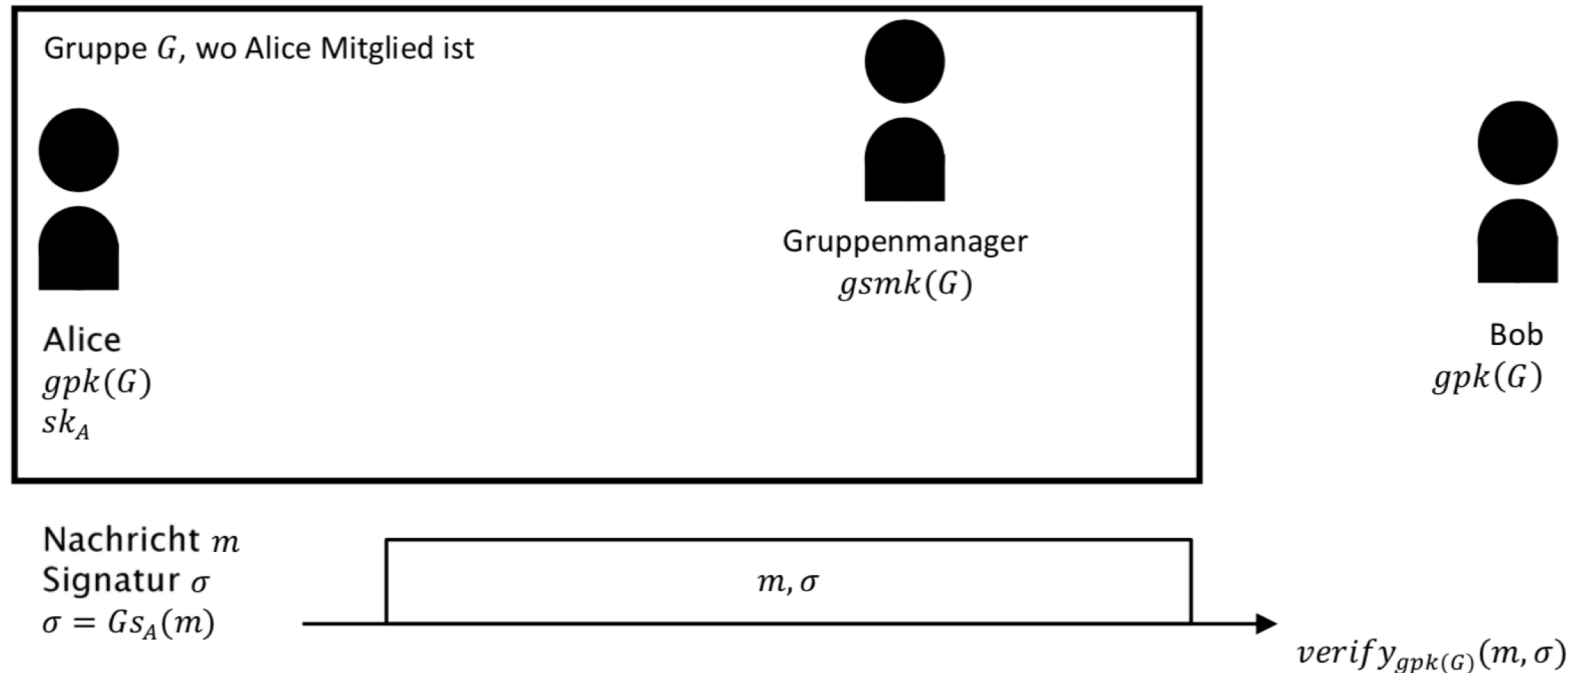 Gruppe G, wo Alice Mitglied ist
Gruppenmanager
gsmk(G)
Alice
gpk(G)
sk_A
Bob
gpk(G)
Nachricht m
Signatur σ
σ = Gs_A(m)
m, σ
verify_gpk(G)(m, σ)